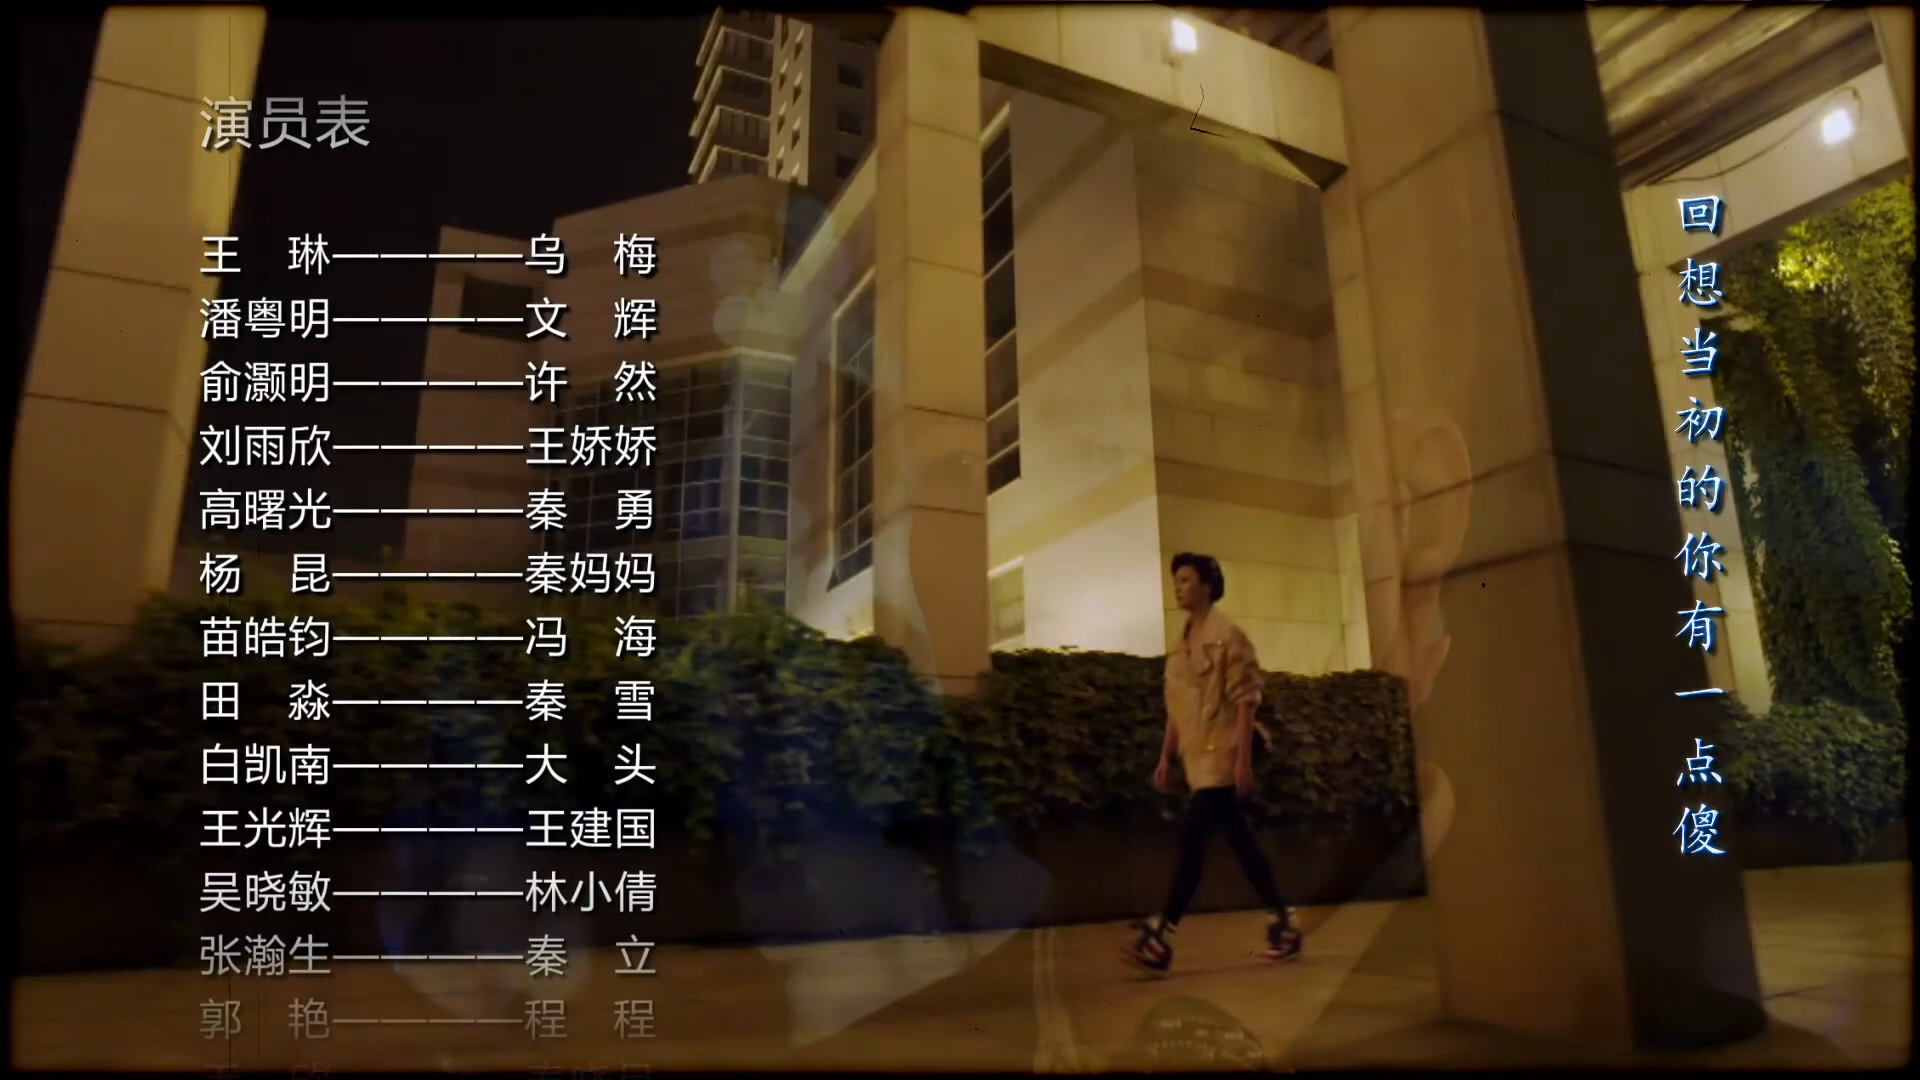 演员表
王　琳————乌　梅
潘粤明————文　辉
俞灏明————许　然
刘雨欣————王娇娇
高曙光————秦　勇
杨　昆————秦妈妈
苗皓钧————冯　海
田　淼————秦　雪
白凯南————大　头
王光辉————王建国
吴晓敏————林小倩
张瀚生————秦　立
郭　艳————程　程
回想当初的你有一点傻